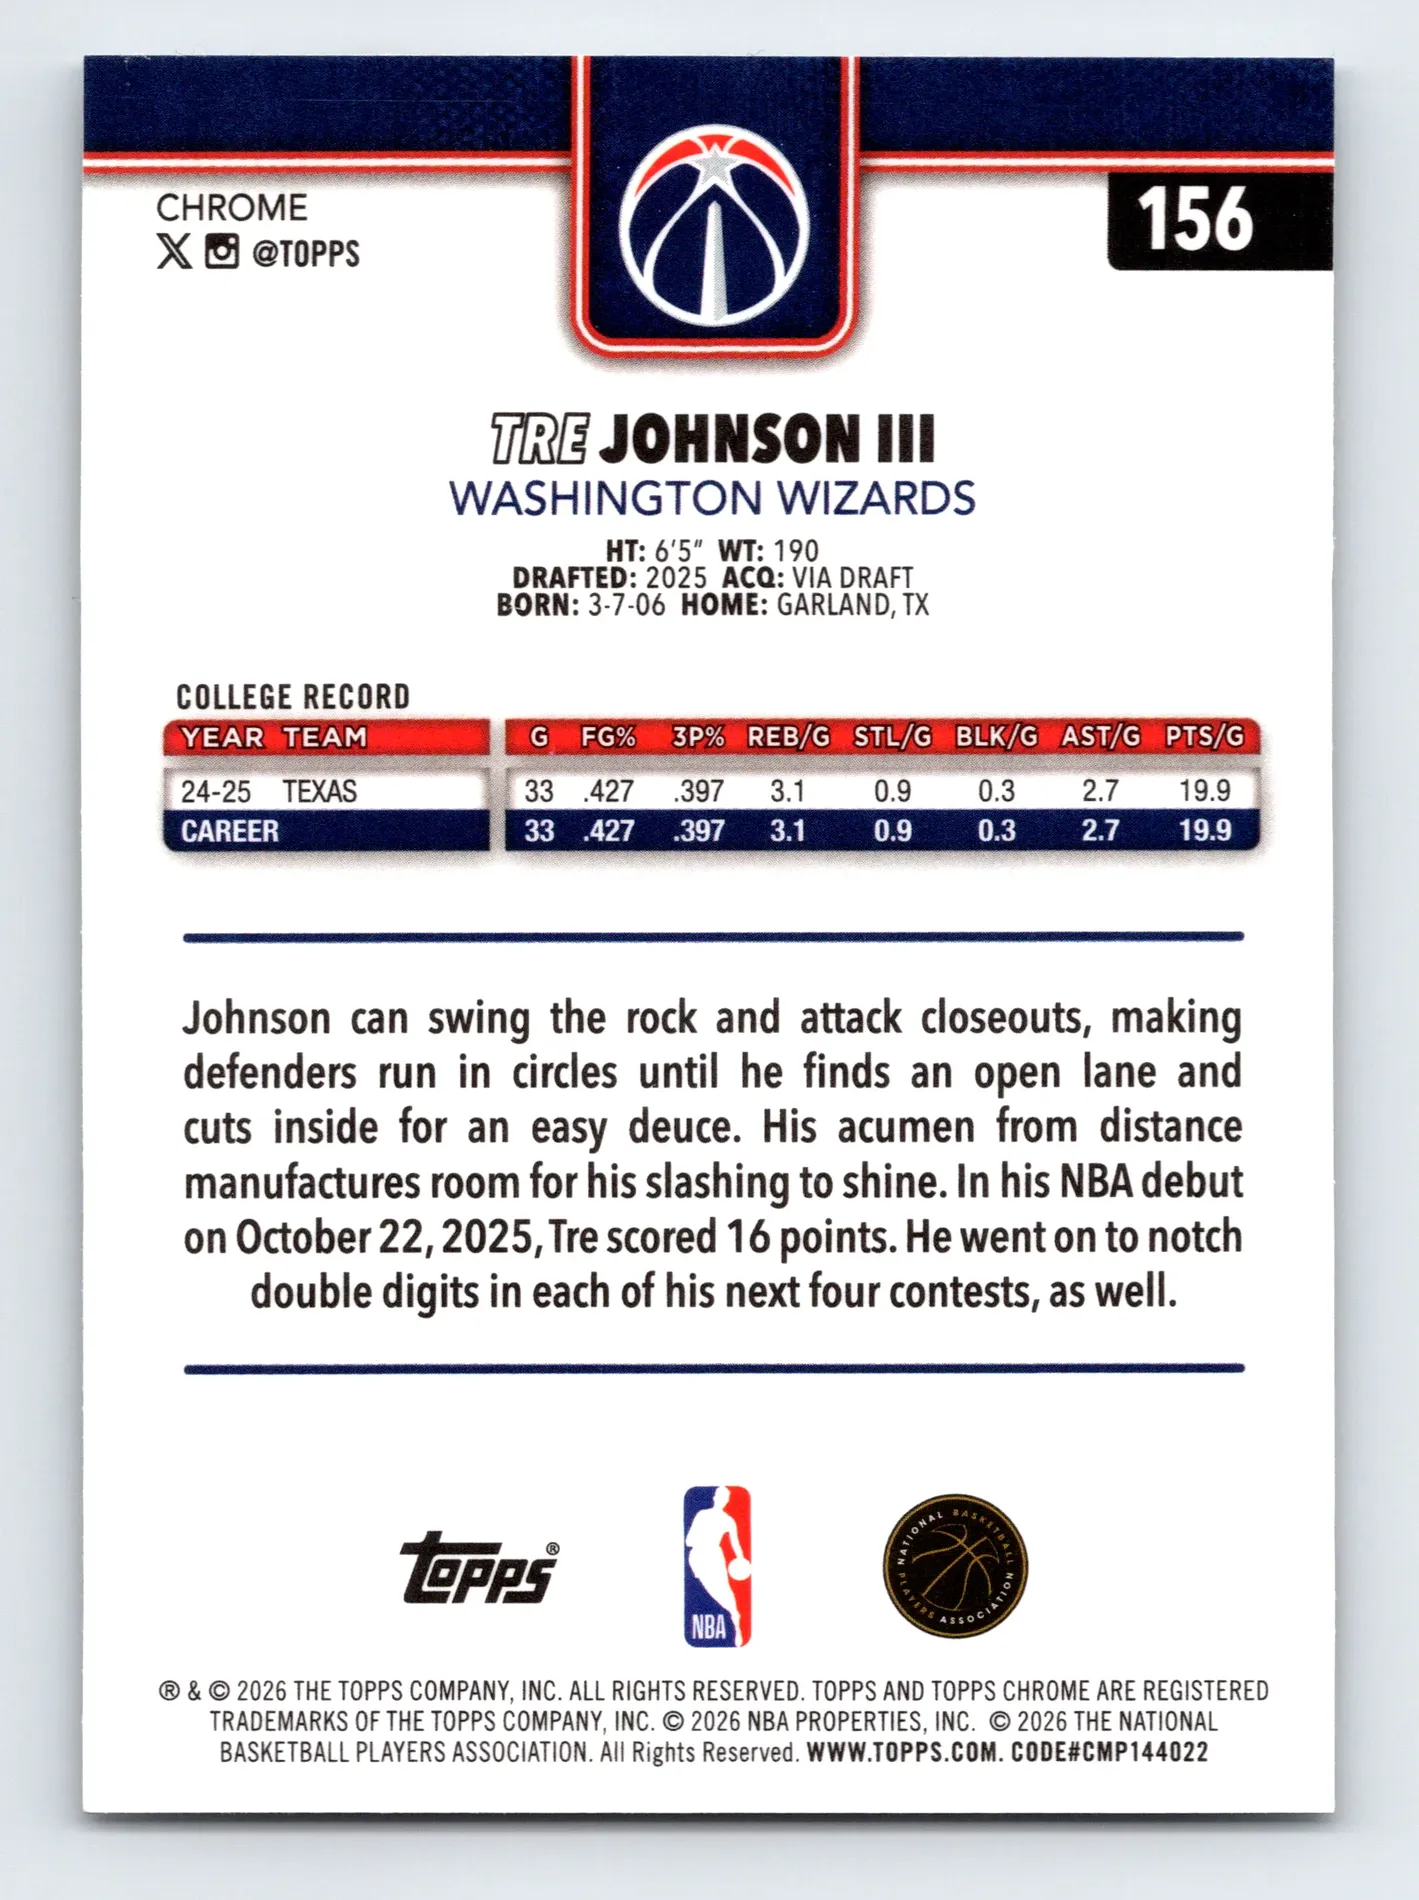 CHROME
@TOPPS
156
TRE JOHNSON III
WASHINGTON WIZARDS
HT: 6'5" WT: 190
DRAFTED: 2025 ACQ: VIA DRAFT
BORN: 3-7-06 HOME: GARLAND, TX
COLLEGE RECORD
YEAR TEAM G FG% 3P% REB/G STL/G BLK/G AST/G PTS/G
24-25 TEXAS 33 .427 .397 3.1 0.9 0.3 2.7 19.9
CAREER 33 .427 .397 3.1 0.9 0.3 2.7 19.9
Johnson can swing the rock and attack closeouts, making
defenders run in circles until he finds an open lane and
cuts inside for an easy deuce. His acumen from distance
manufactures room for his slashing to shine. In his NBA debut
on October 22, 2025, Tre scored 16 points. He went on to notch
double digits in each of his next four contests, as well.
TOPPS®
NBA
NATIONAL BASKETBALL PLAYERS ASSOCIATION
® & © 2026 THE TOPPS COMPANY, INC. ALL RIGHTS RESERVED. TOPPS AND TOPPS CHROME ARE REGISTERED
TRADEMARKS OF THE TOPPS COMPANY, INC. © 2026 NBA PROPERTIES, INC. © 2026 THE NATIONAL
BASKETBALL PLAYERS ASSOCIATION. All Rights Reserved. WWW.TOPPS.COM. CODE#CMP144022